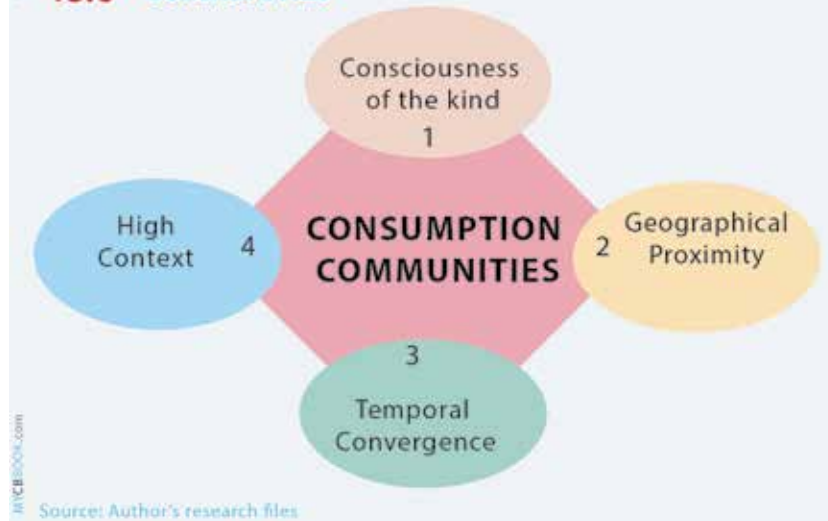 Consciousness
of the kind
1
High
Context
4
CONSUMPTION
COMMUNITIES
2
Geographical
Proximity
3
Temporal
Convergence
MYCBBOOK.com
Source: Author's research files